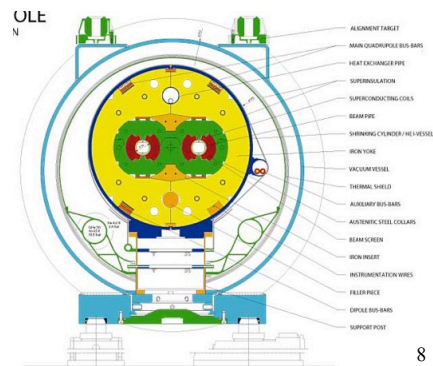 OLE
N
ALIGNMENT TARGET
MAIN QUADRUPOLE BUS-BARS
HEAT EXCHANGER PIPE
SUPERINSULATION
SUPERCONDUCTING COILS
BEAM PIPE
SHRINKING CYLINDER / HE I-VESSEL
IRON YOKE
VACUUM VESSEL
THERMAL SHIELD
AUXILIARY BUS-BARS
AUSTENITIC STEEL COLLARS
BEAM SCREEN
IRON INSERT
INSTRUMENTATION WIRES
FILLER PIECE
DIPOLE BUS-BARS
SUPPORT POST
8